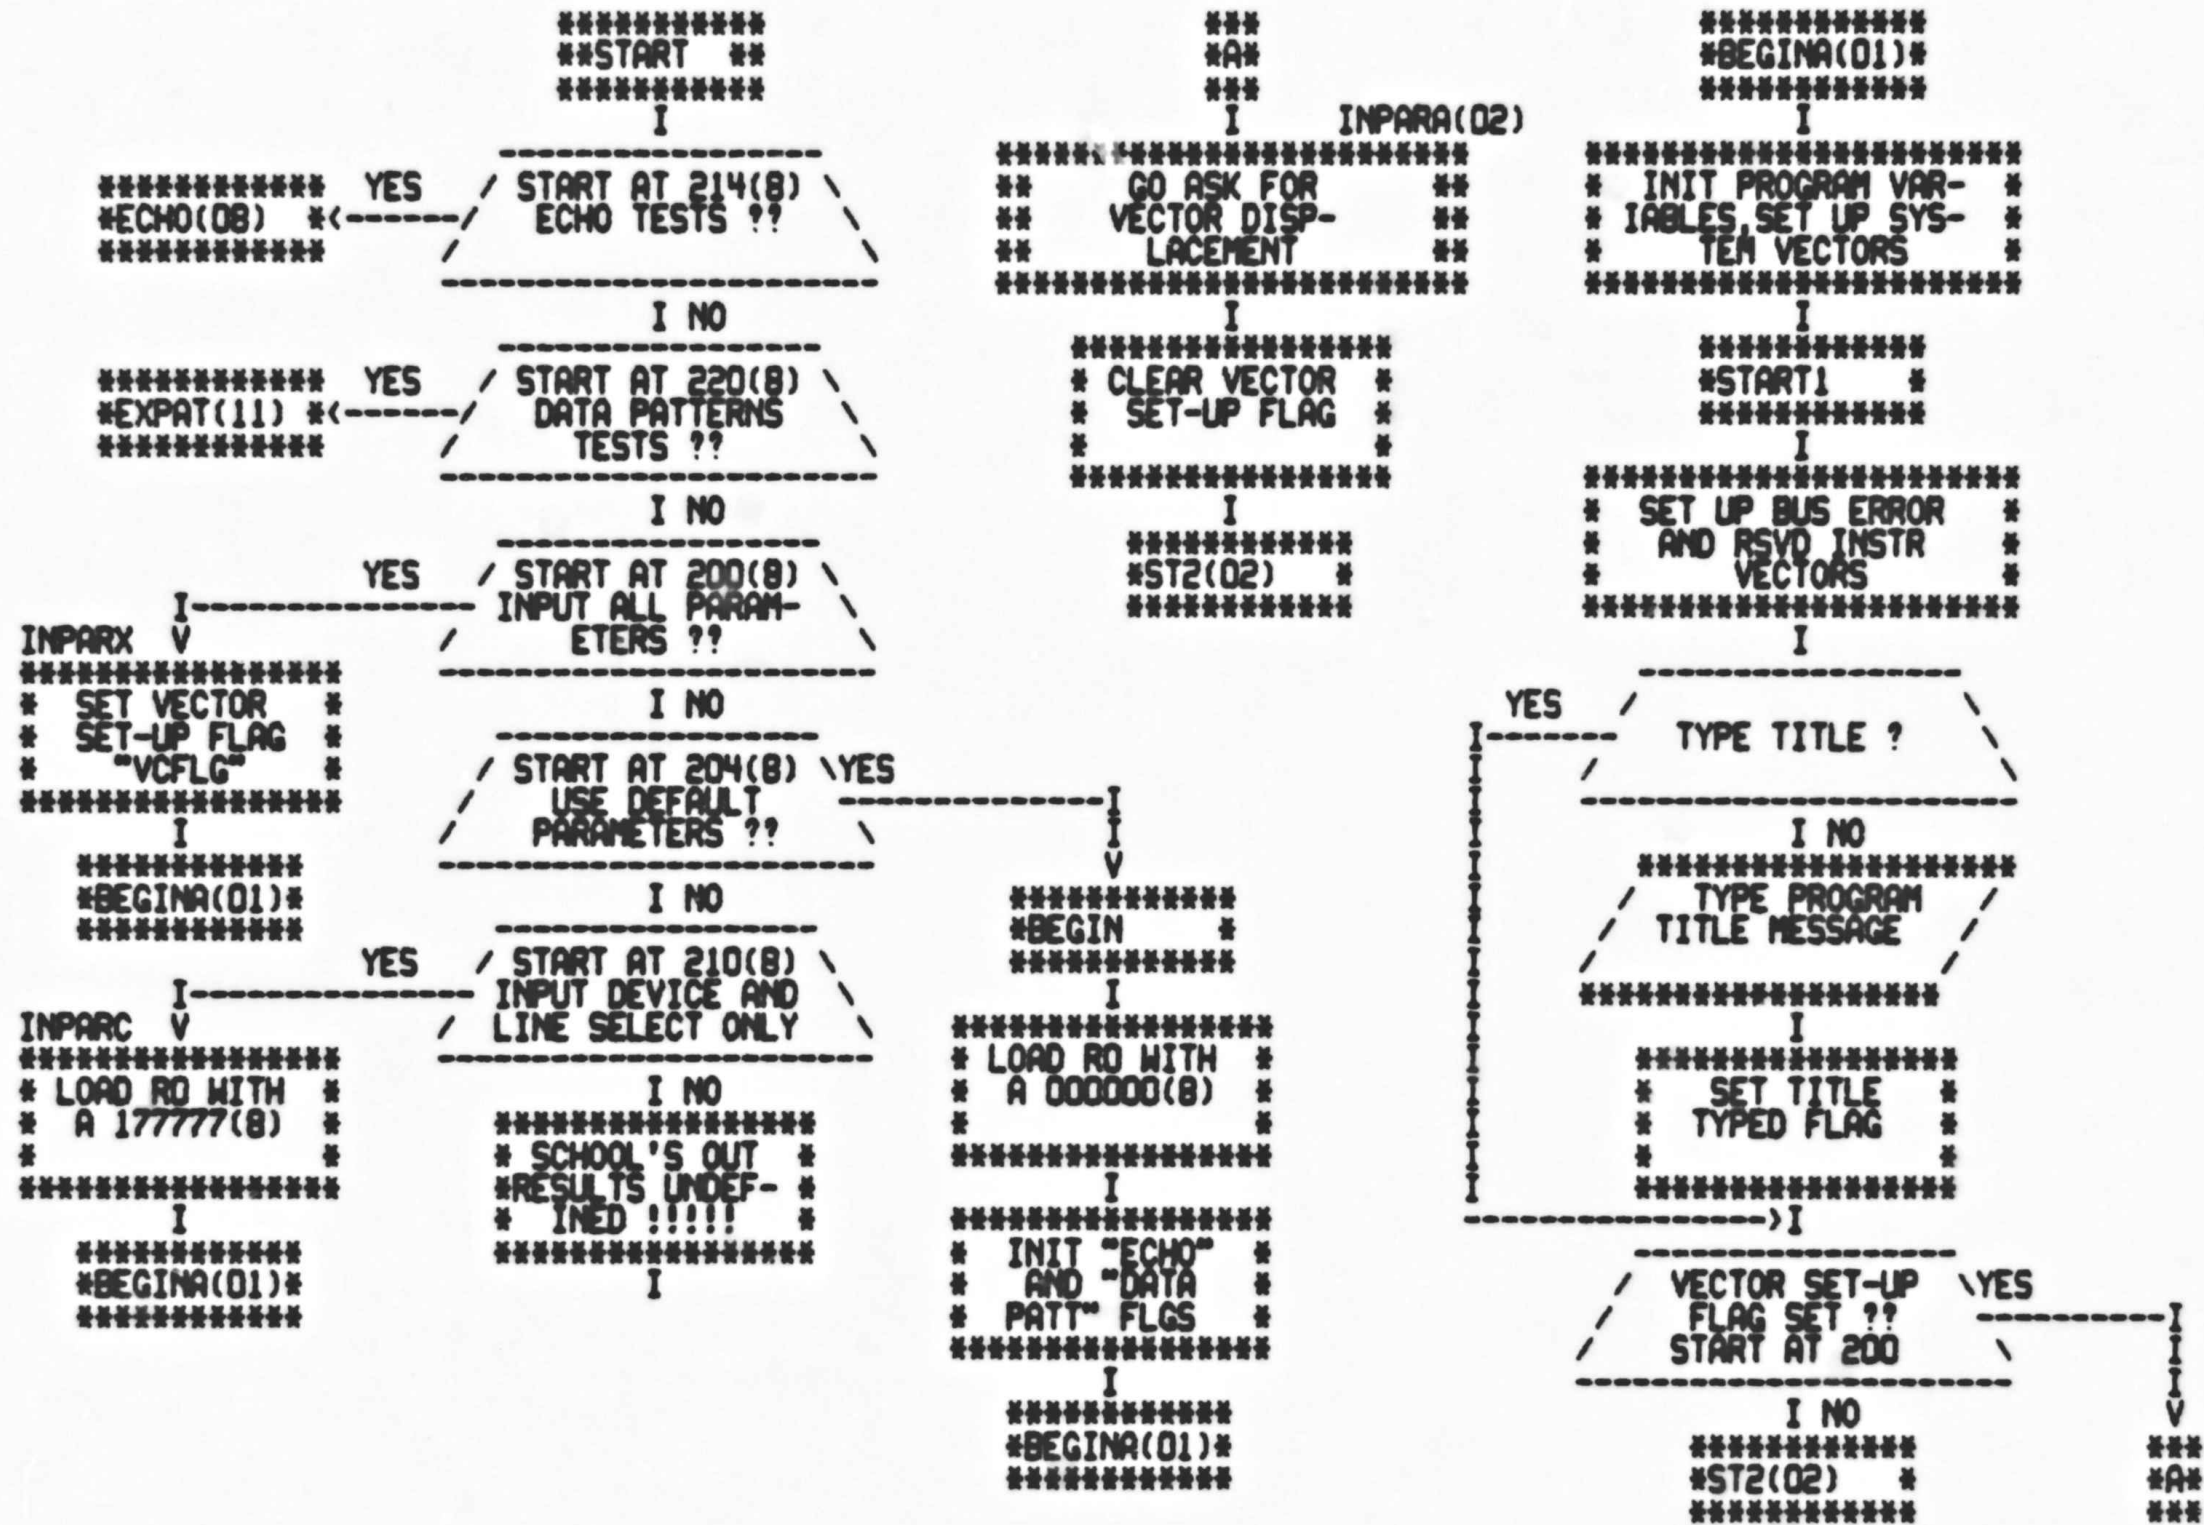 START
ECHO(08)
YES
START AT 214(8)
ECHO TESTS ??
NO
EXPAT(11)
YES
START AT 220(8)
DATA PATTERNS
TESTS ??
NO
YES
START AT 200(8)
INPUT ALL PARAM-
ETERS ??
NO
INPARX
SET VECTOR
SET-UP FLAG
"VCFLG"
BEGINA(01)
START AT 204(8)
USE DEFAULT
PARAMETERS ??
YES
NO
YES
START AT 210(8)
INPUT DEVICE AND
LINE SELECT ONLY
NO
INPARC
LOAD R0 WITH
A 177777(8)
BEGINA(01)
SCHOOL'S OUT
RESULTS UNDEF-
INED !!!!!
A
INPARA(02)
GO ASK FOR
VECTOR DISP-
LACEMENT
CLEAR VECTOR
SET-UP FLAG
ST2(02)
BEGIN
LOAD R0 WITH
A 000000(8)
INIT "ECHO"
AND "DATA
PATT" FLGS
BEGINA(01)
BEGINA(01)
INIT PROGRAM VAR-
IABLES,SET UP SYS-
TEM VECTORS
START1
SET UP BUS ERROR
AND RSVD INSTR
VECTORS
YES
TYPE TITLE ?
NO
TYPE PROGRAM
TITLE MESSAGE
SET TITLE
TYPED FLAG
VECTOR SET-UP
FLAG SET ??
START AT 200
YES
NO
ST2(02)
A